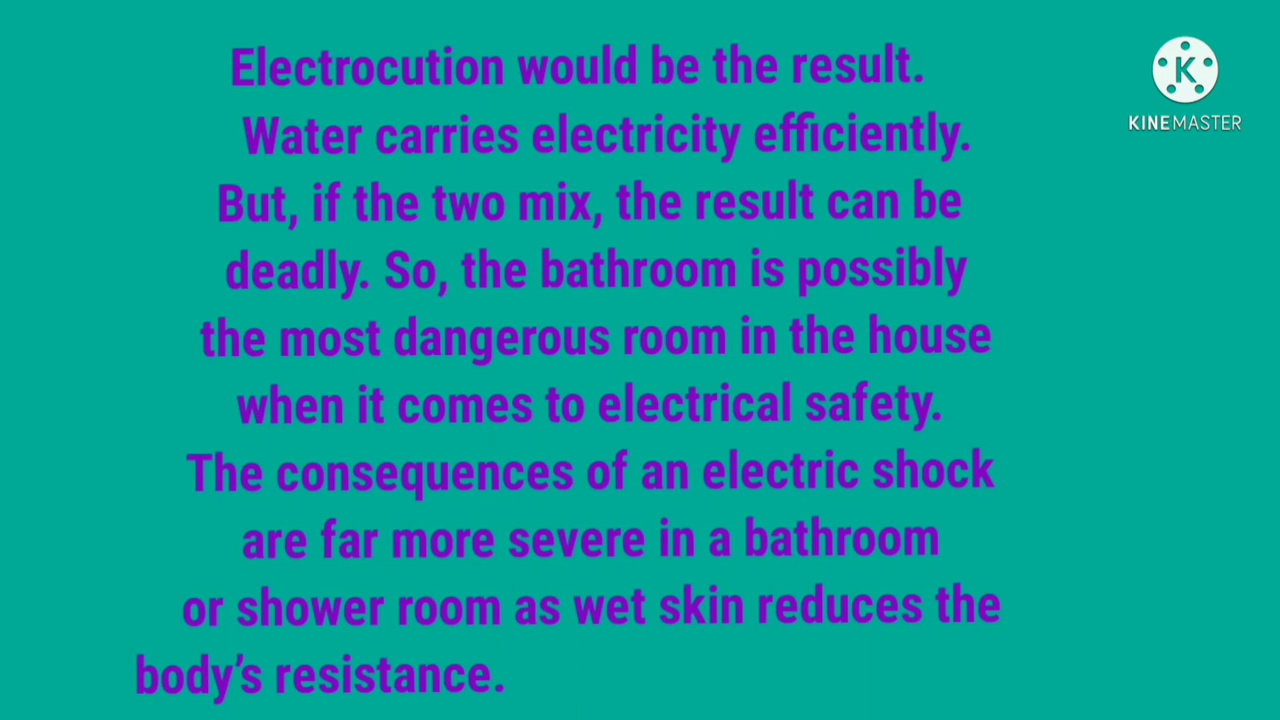 Electrocution would be the result.
Water carries electricity efficiently.
But, if the two mix, the result can be
deadly. So, the bathroom is possibly
the most dangerous room in the house
when it comes to electrical safety.
The consequences of an electric shock
are far more severe in a bathroom
or shower room as wet skin reduces the
body’s resistance.
K
KINEMASTER